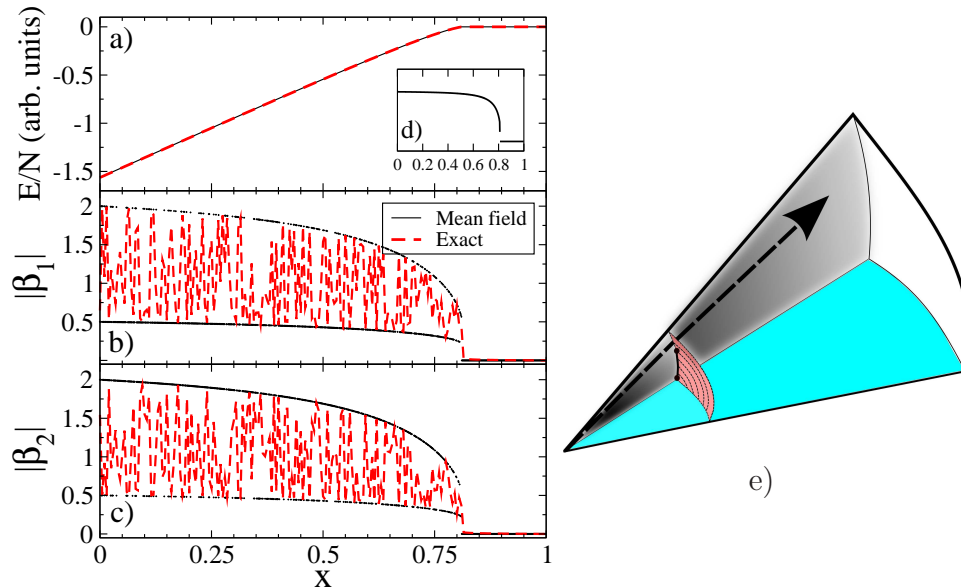 E/N (arb. units)
0
-0.5
-1
-1.5
a)
d)
0 0.2 0.4 0.6 0.8 1
|β1|
2
1.5
1
0.5
0
b)
Mean field
Exact
|β2|
2
1.5
1
0.5
0
c)
0 0.25 0.5 0.75 1
x
e)